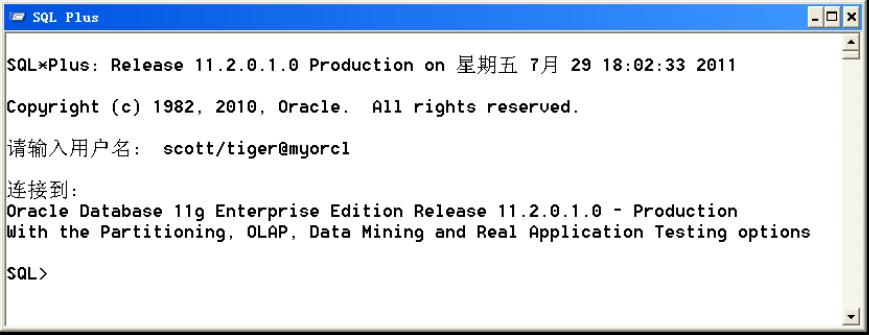 SQL Plus
SQL*Plus: Release 11.2.0.1.0 Production on 星期五 7月 29 18:02:33 2011
Copyright (c) 1982, 2010, Oracle.  All rights reserved.
请输入用户名:  scott/tiger@myorcl
连接到:
Oracle Database 11g Enterprise Edition Release 11.2.0.1.0 - Production
With the Partitioning, OLAP, Data Mining and Real Application Testing options
SQL>